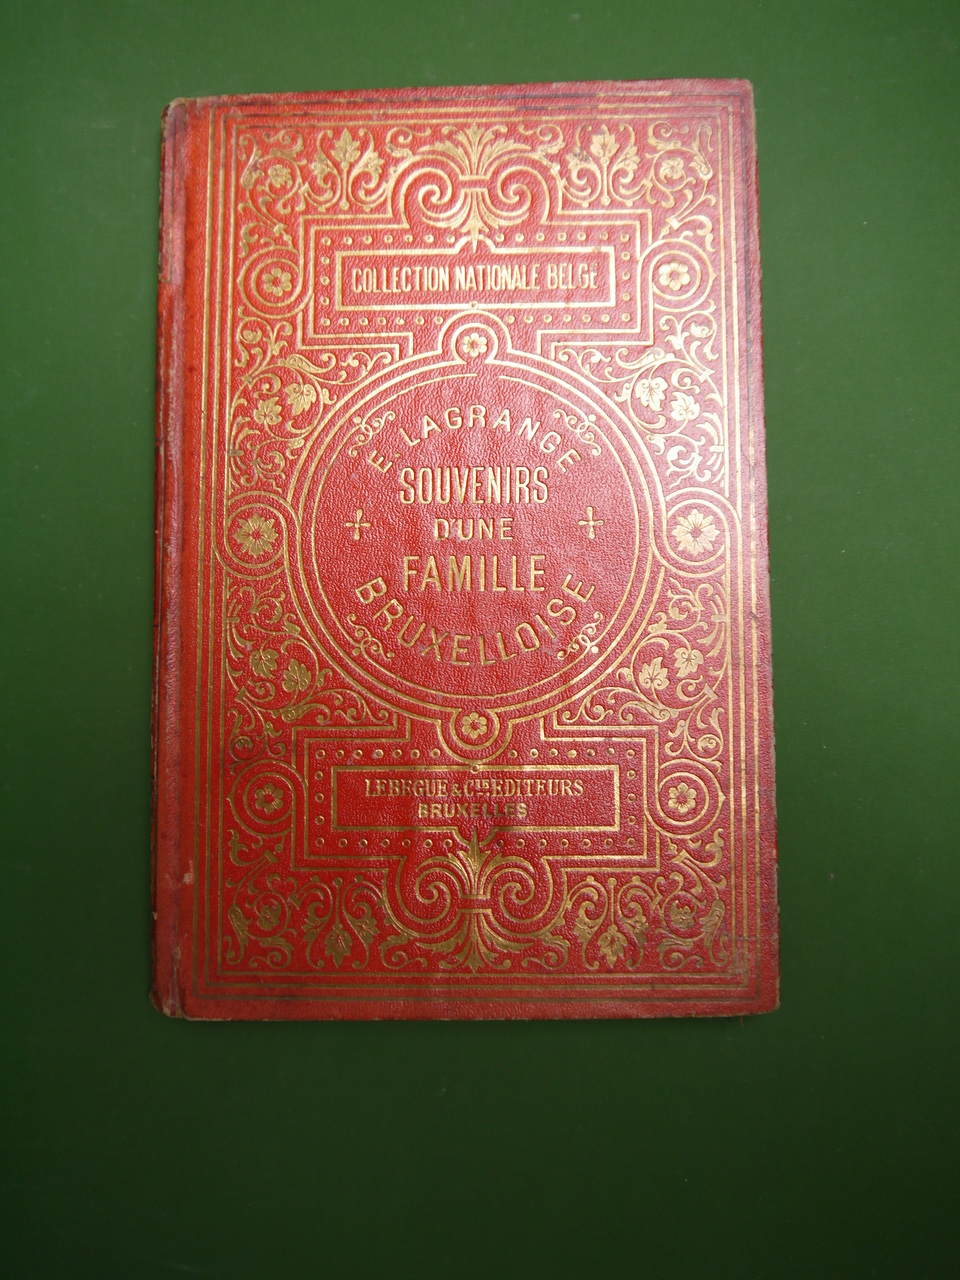 COLLECTION NATIONALE BELGE
E. LAGRANGE
SOUVENIRS
D'UNE
FAMILLE
BRUXELLOISE
LEBEGUE & CIE EDITEURS
BRUXELLES